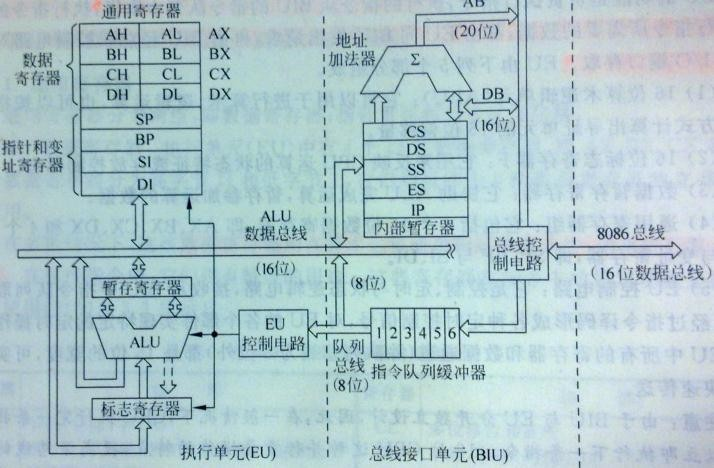 通用寄存器
AH AL AX
BH BL BX
CH CL CX
DH DL DX
数据
寄存器
SP
BP
SI
DI
指针和变
址寄存器
AB
(20位)
地址
加法器
Σ
DB
(16位)
CS
DS
SS
ES
IP
内部暂存器
ALU
数据总线
(16位)
(8位)
总线控
制电路
8086总线
(16位数据总线)
暂存寄存器
ALU
标志寄存器
EU
控制电路
队列
总线
(8位)
1 2 3 4 5 6
指令队列缓冲器
执行单元(EU)
总线接口单元(BIU)